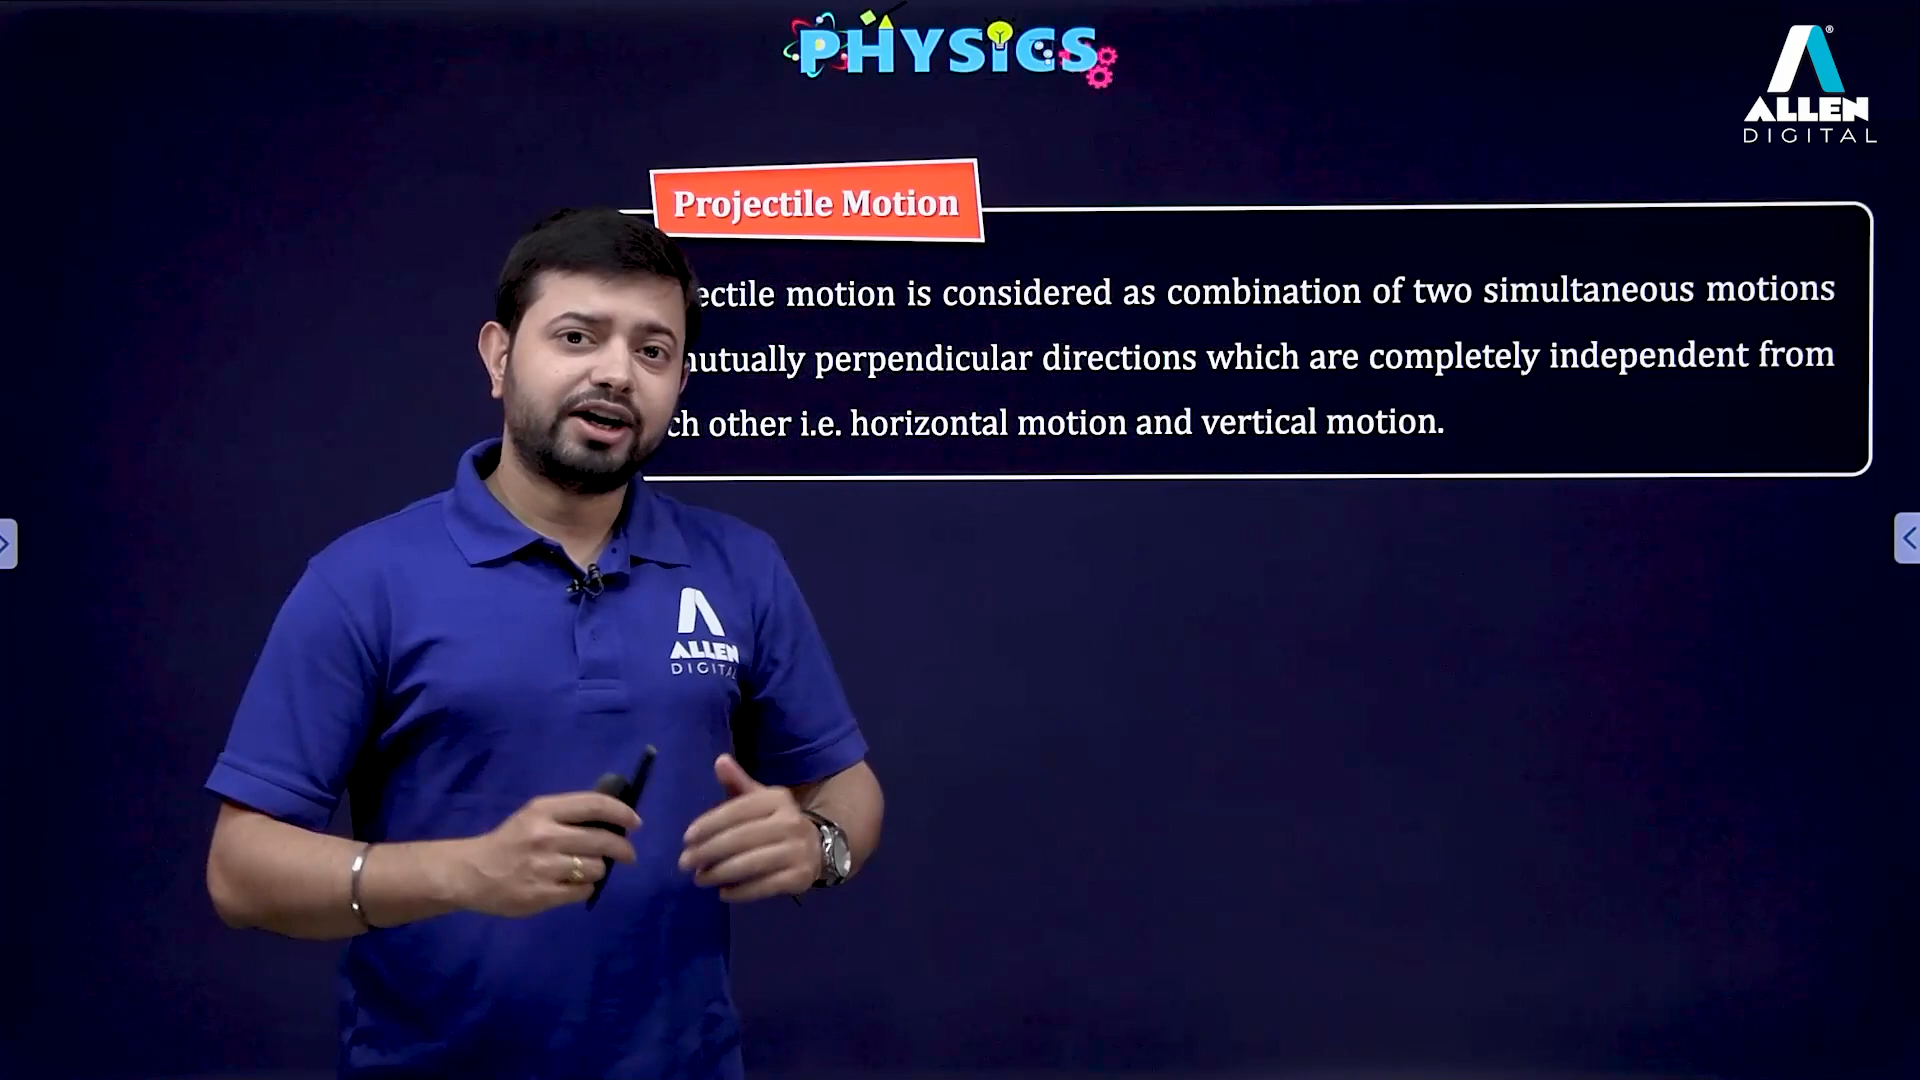 PHYSICS
ALLEN
DIGITAL
Projectile Motion
ectile motion is considered as combination of two simultaneous motions
mutually perpendicular directions which are completely independent from
ch other i.e. horizontal motion and vertical motion.
ALLEN
DIGITAL